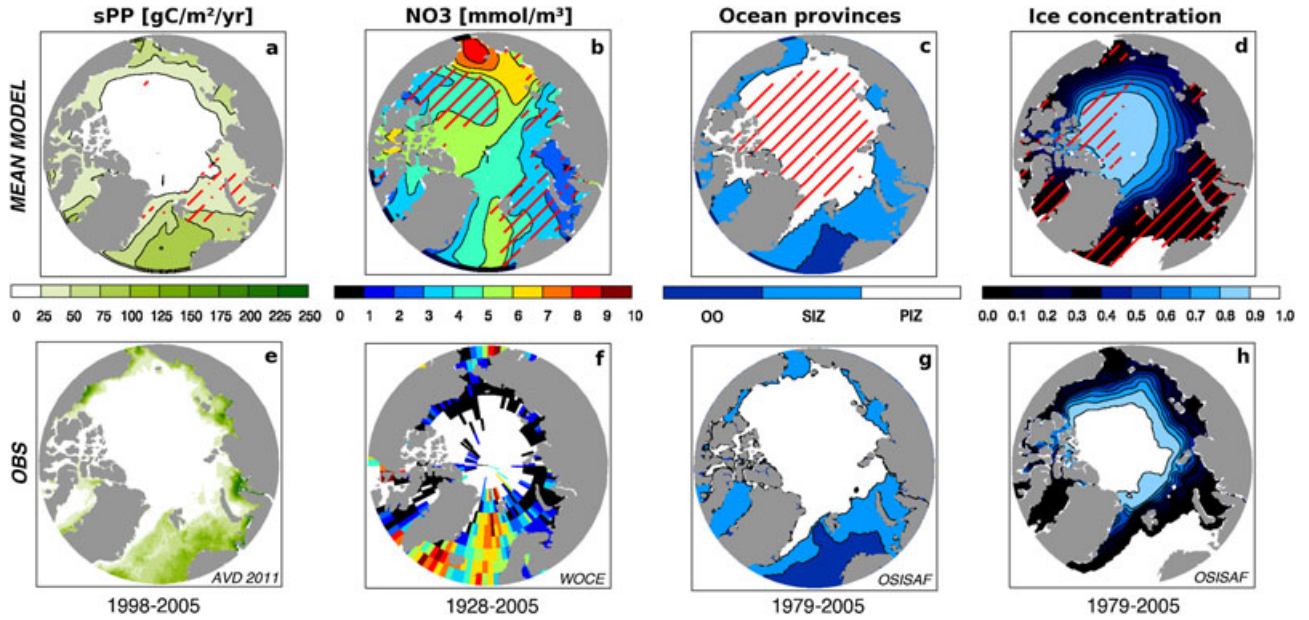 sPP [gC/m²/yr] NO3 [mmol/m³] Ocean provinces Ice concentration
MEAN MODEL
a b c d
0 25 50 75 100 125 150 175 200 225 250
0 1 2 3 4 5 6 7 8 9 10
OO SIZ PIZ
0.0 0.1 0.2 0.3 0.4 0.5 0.6 0.7 0.8 0.9 1.0
OBS
e f g h
AVD 2011 WOCE OSISAF OSISAF
1998-2005 1928-2005 1979-2005 1979-2005